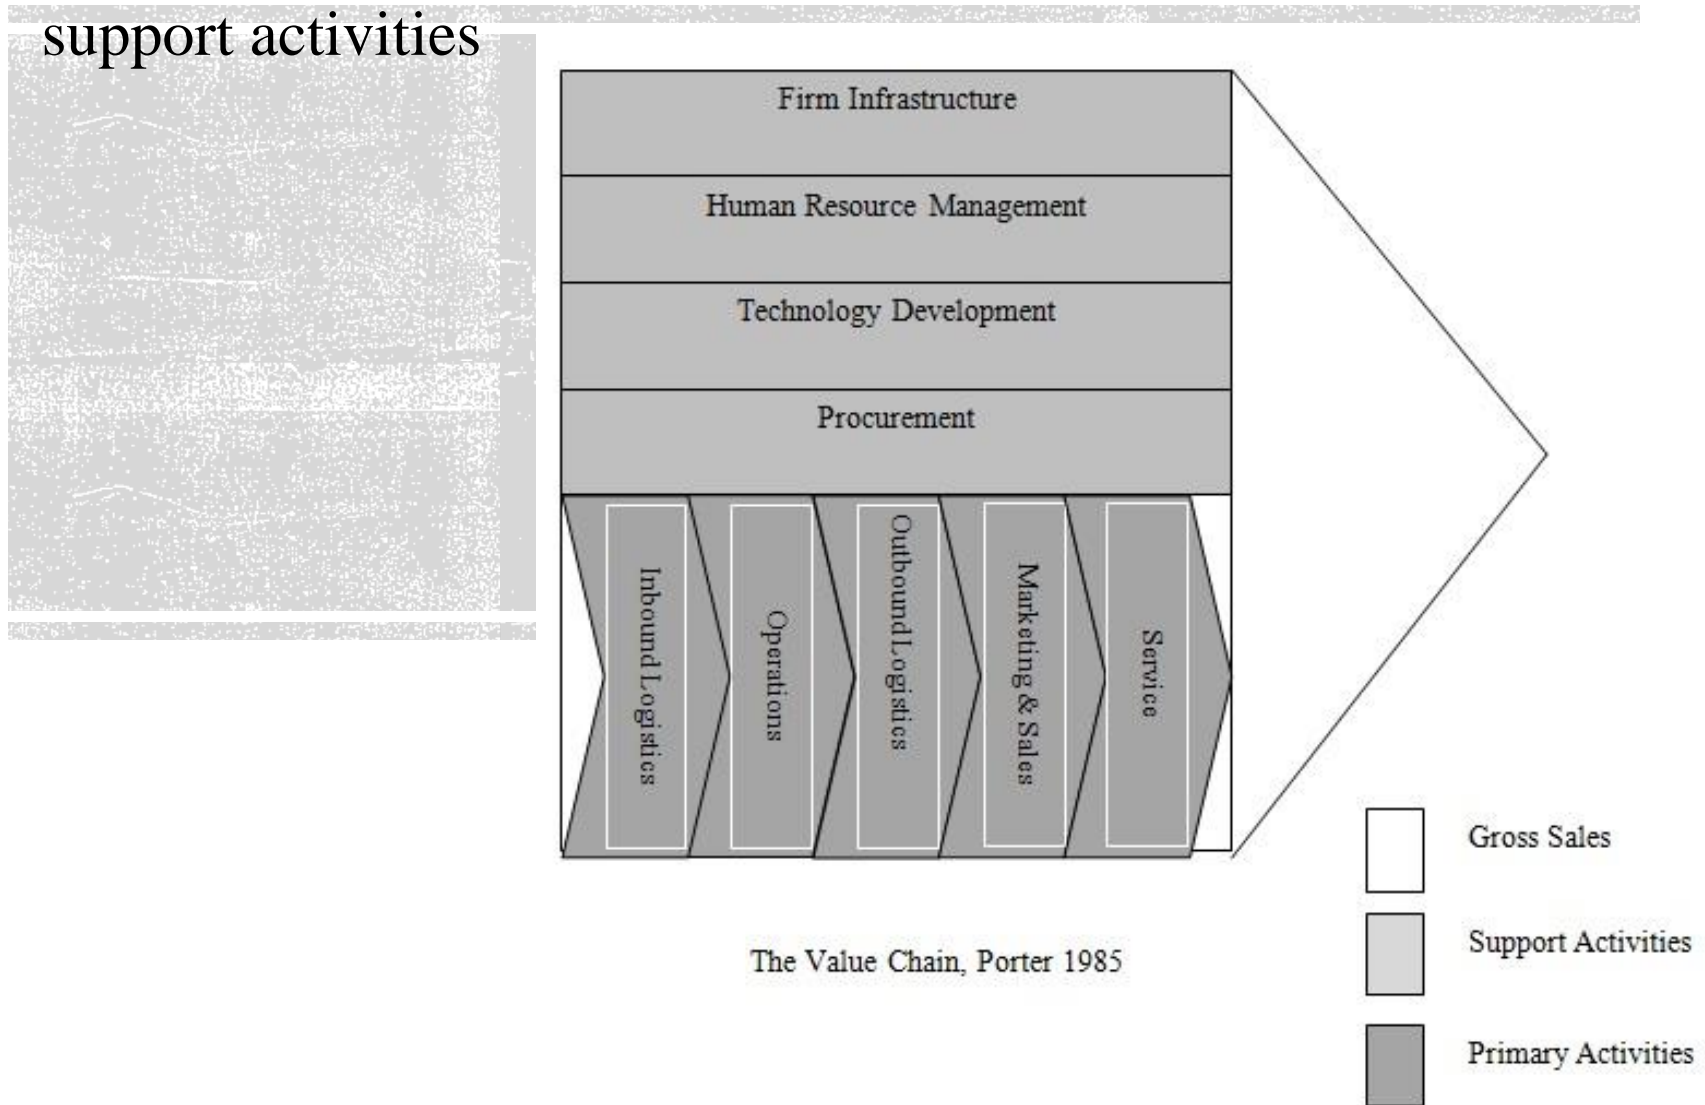 support activities
Firm Infrastructure
Human Resource Management
Technology Development
Procurement
Inbound Logistics
Operations
Outbound Logistics
Marketing & Sales
Service
Gross Sales
Support Activities
The Value Chain, Porter 1985
Primary Activities